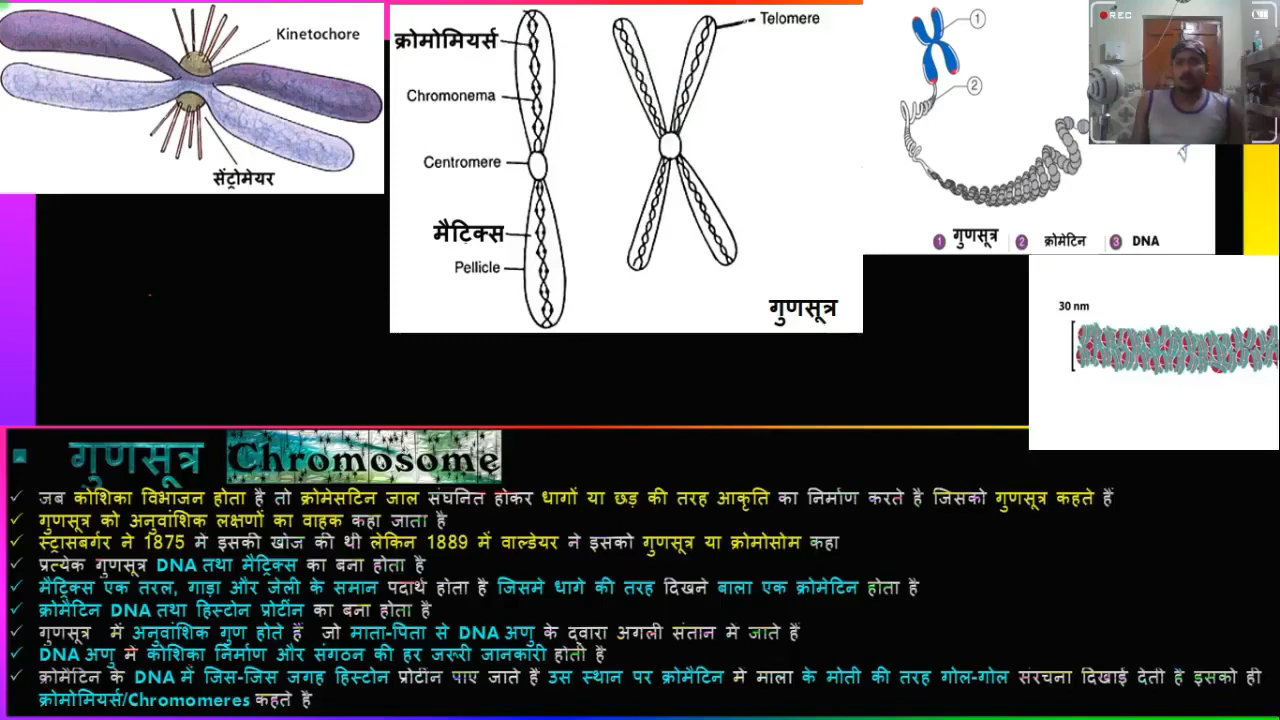 Kinetochore
सेंट्रोमेयर
क्रोमोमियर्स
Chromonema
Centromere
मैट्रिक्स
Pellicle
Telomere
गुणसूत्र
1
2
1 गुणसूत्र 2 क्रोमेटिन 3 DNA
REC
30 nm
गुणसूत्र Chromosome
जब कोशिका विभाजन होता है तो क्रोमेसटिन जाल संघनित होकर धागों या छड़ की तरह आकृति का निर्माण करते है जिसको गुणसूत्र कहते हैं
गुणसूत्र को अनुवांशिक लक्षणों का वाहक कहा जाता है
स्ट्रासबर्गर ने 1875 मे इसकी खोज की थी लेकिन 1889 में वाल्डेयर ने इसको गुणसूत्र या क्रोमोसोम कहा
प्रत्येक गुणसूत्र DNA तथा मैट्रिक्स का बना होता है
मैट्रिक्स एक तरल, गाड़ा और जेली के समान पदार्थ होता है जिसमे धागे की तरह दिखने बाला एक क्रोमेटिन होता है
क्रोमैटिन DNA तथा हिस्टोन प्रोटीन का बना होता है
गुणसूत्र में अनुवांशिक गुण होते हैं जो माता-पिता से DNA अणु के द्वारा अगली संतान मे जाते हैं
DNA अणु मे कोशिका निर्माण और संगठन की हर जरूरी जानकारी होती है
क्रोमैटिन के DNA में जिस-जिस जगह हिस्टोन प्रोटीन पाए जाते हैं उस स्थान पर क्रोमैटिन मे माला के मोती की तरह गोल-गोल संरचना दिखाई देती है इसको ही
क्रोमोमियर्स/Chromomeres कहते है